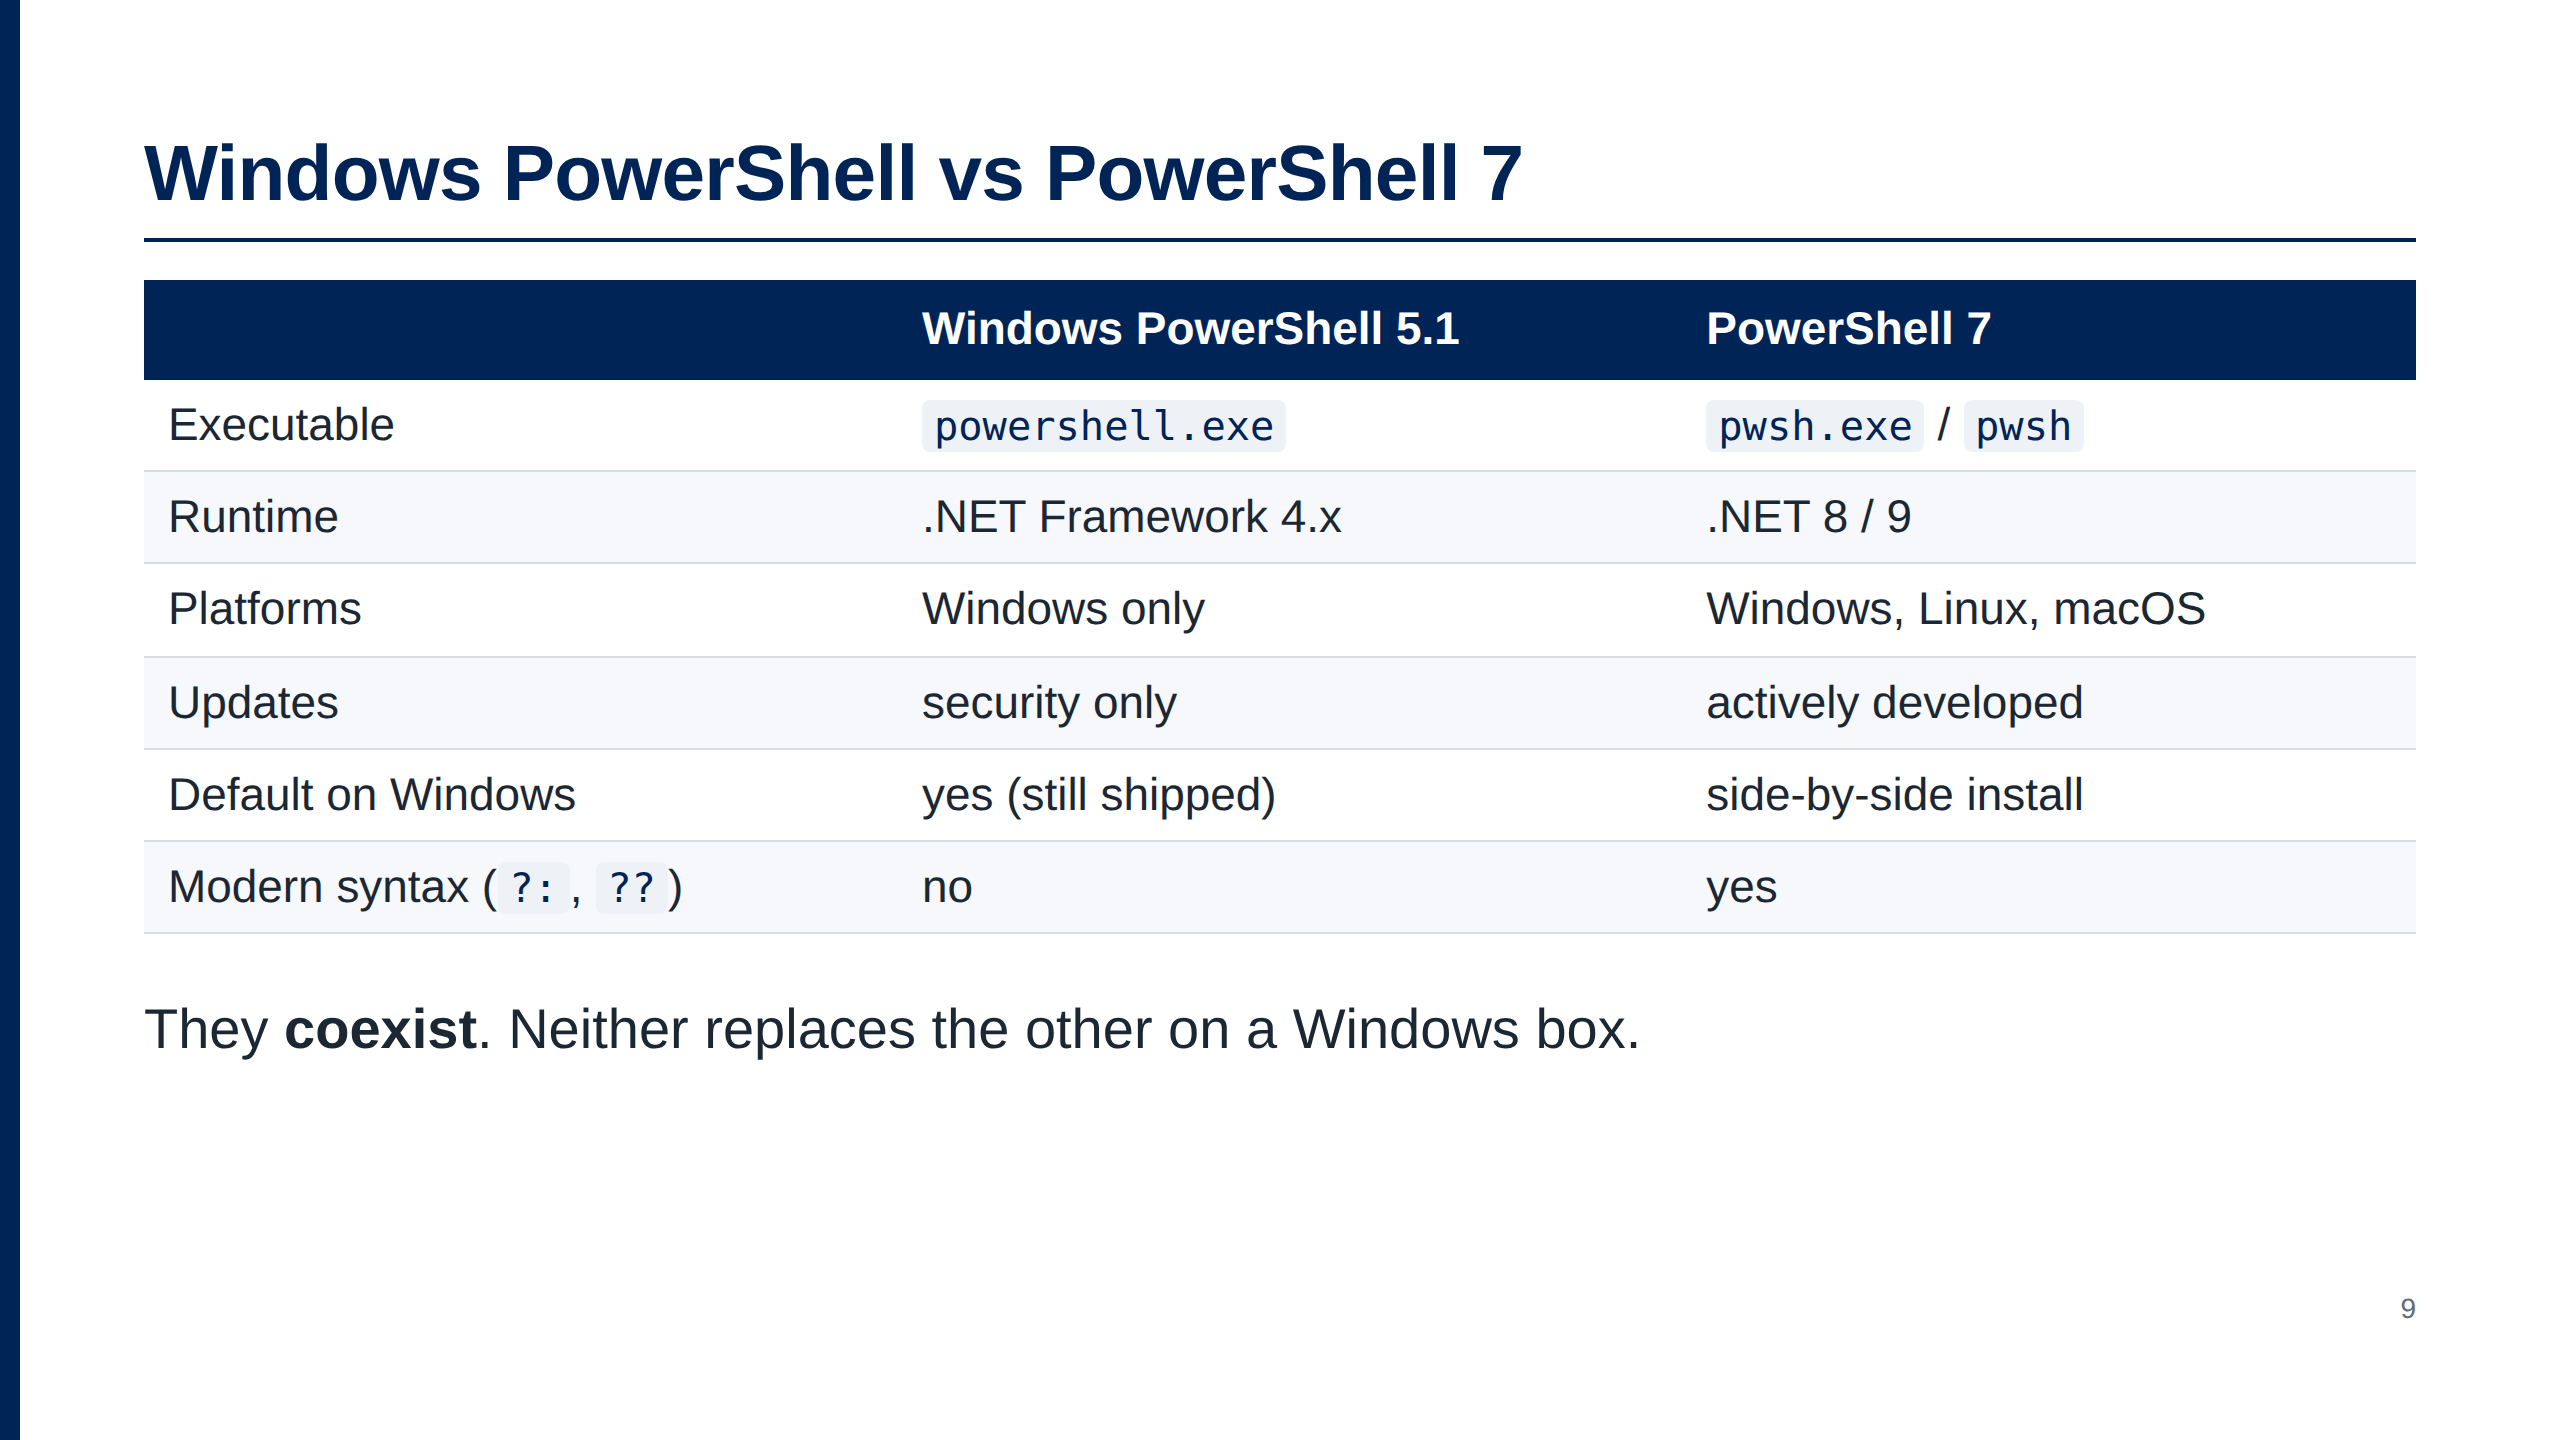 Windows PowerShell vs PowerShell 7
Windows PowerShell 5.1 PowerShell 7
Executable powershell.exe pwsh.exe / pwsh
Runtime .NET Framework 4.x .NET 8 / 9
Platforms Windows only Windows, Linux, macOS
Updates security only actively developed
Default on Windows yes (still shipped) side-by-side install
Modern syntax (?:, ??) no yes
They coexist. Neither replaces the other on a Windows box.
9